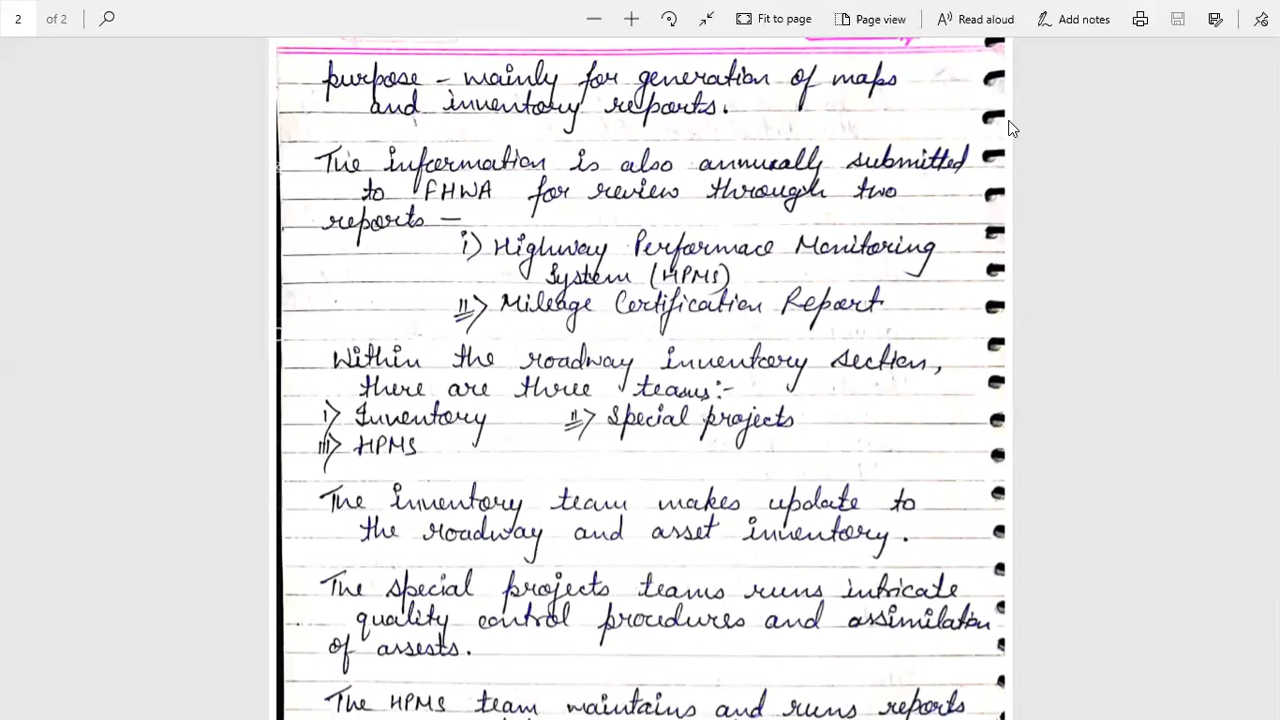 2 of 2
Fit to page
Page view
Read aloud
Add notes
purpose - mainly for generation of maps
and inventory reports.
The information is also annually submitted
to FHWA for review through two
reports —
i) Highway Performace Monitoring
System (HPMS)
ii) Mileage Certification Report
Within the roadway inventory section,
there are three teams:-
i) Inventory ii) Special projects
iii) HPMS
The inventory team makes update to
the roadway and asset inventory.
The special projects teams runs intricate
quality control procedures and assimilation
of assests.
The HPMS team maintains and runs reports